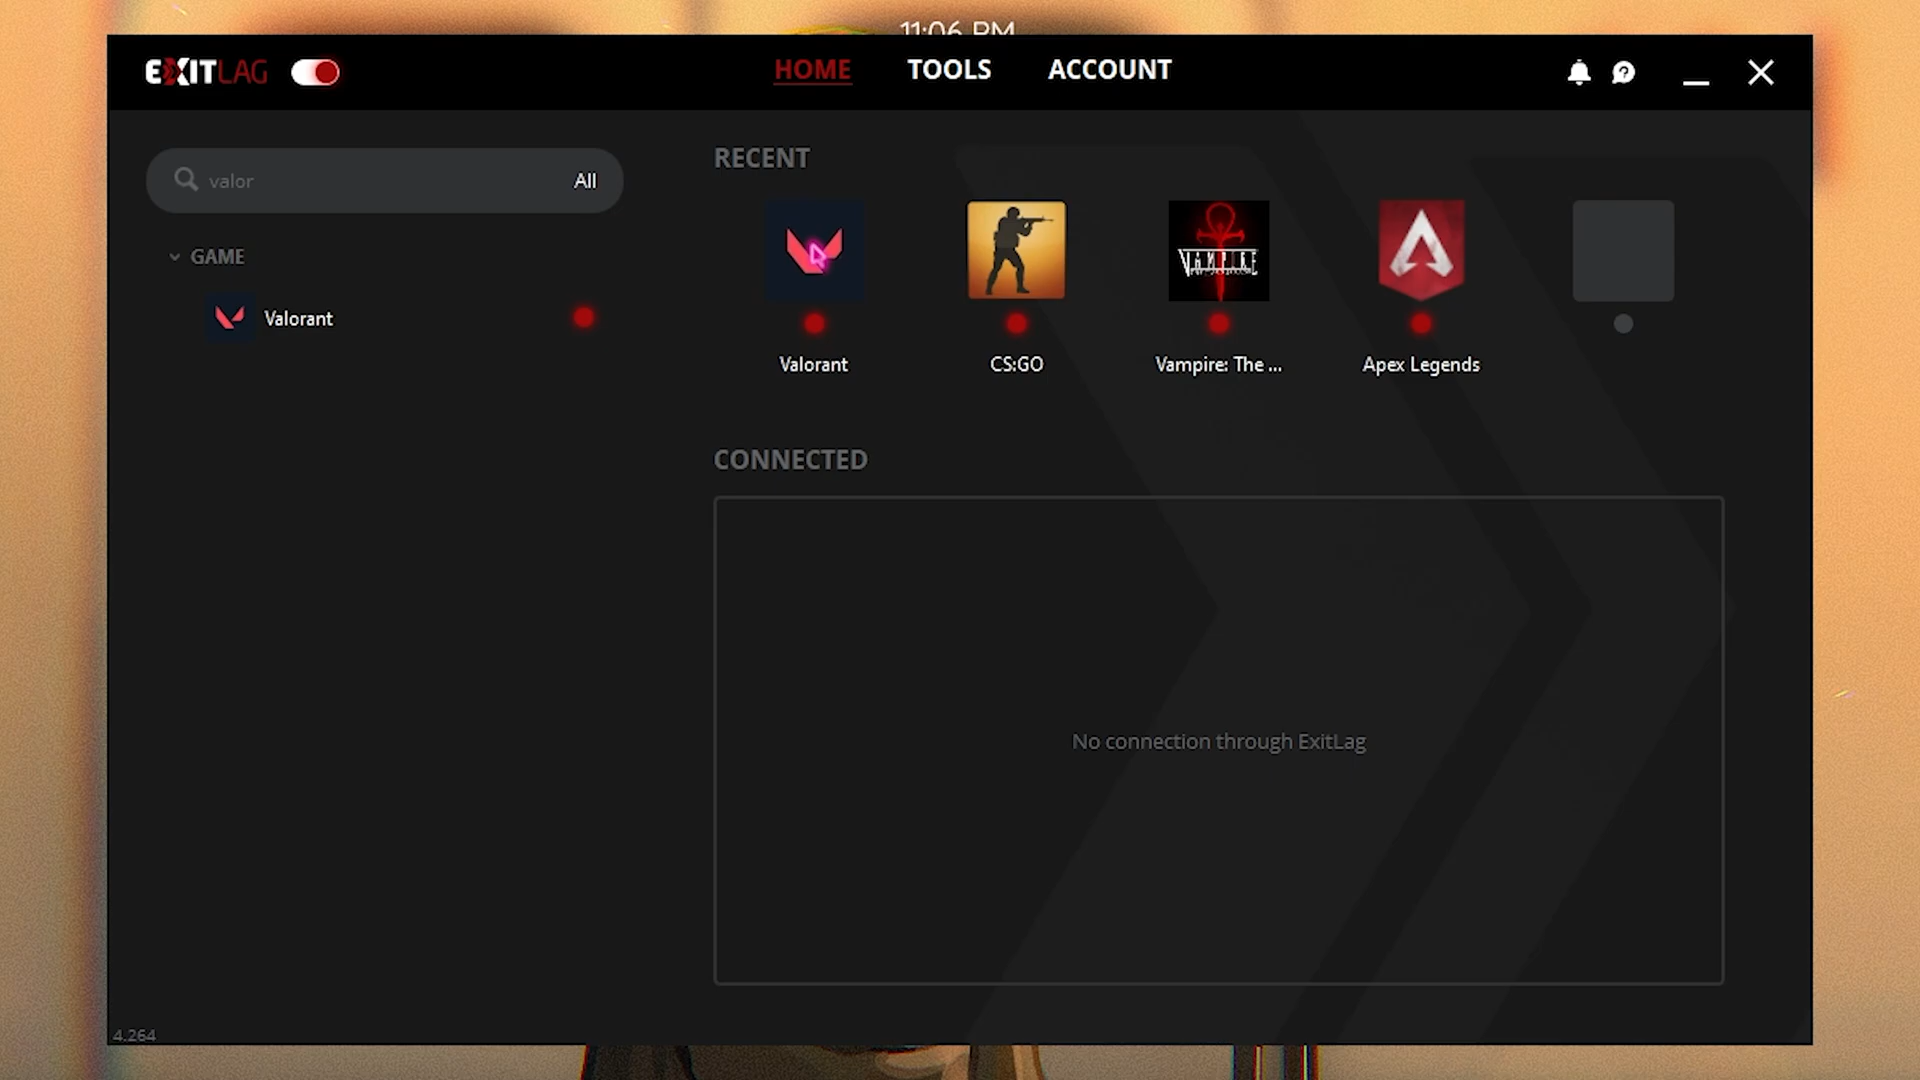 11:06 PM
EXITLAG
HOME
TOOLS
ACCOUNT
valor
All
GAME
Valorant
RECENT
Valorant
CS:GO
VAMPIRE
Vampire: The ...
Apex Legends
CONNECTED
No connection through ExitLag
4.264